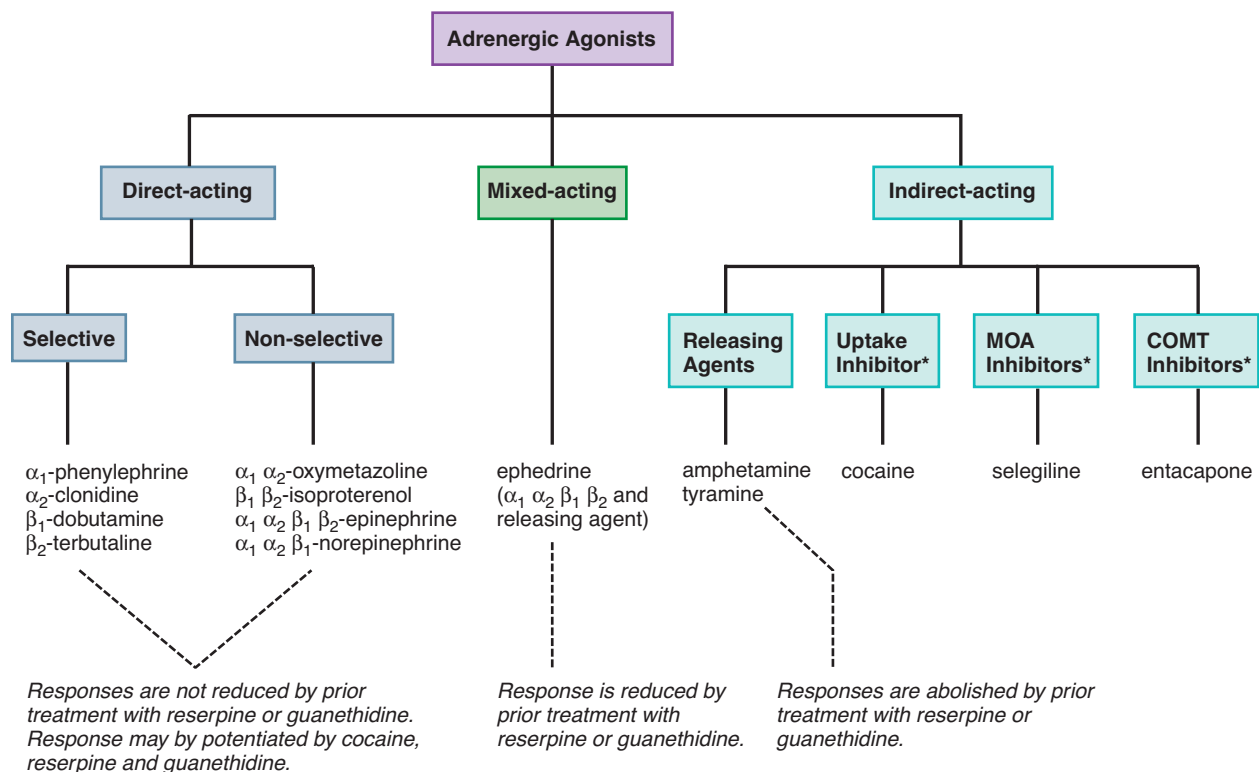 Adrenergic Agonists
Direct-acting
Mixed-acting
Indirect-acting
Selective
Non-selective
Releasing
Agents
Uptake
Inhibitor*
MOA
Inhibitors*
COMT
Inhibitors*
α₁-phenylephrine
α₂-clonidine
β₁-dobutamine
β₂-terbutaline
α₁ α₂-oxymetazoline
β₁ β₂-isoproterenol
α₁ α₂ β₁ β₂-epinephrine
α₁ α₂ β₁-norepinephrine
ephedrine
(α₁ α₂ β₁ β₂ and
releasing agent)
amphetamine
tyramine
cocaine
selegiline
entacapone
Responses are not reduced by prior
treatment with reserpine or guanethidine.
Response may by potentiated by cocaine,
reserpine and guanethidine.
Response is reduced by
prior treatment with
reserpine or guanethidine.
Responses are abolished by prior
treatment with reserpine or
guanethidine.